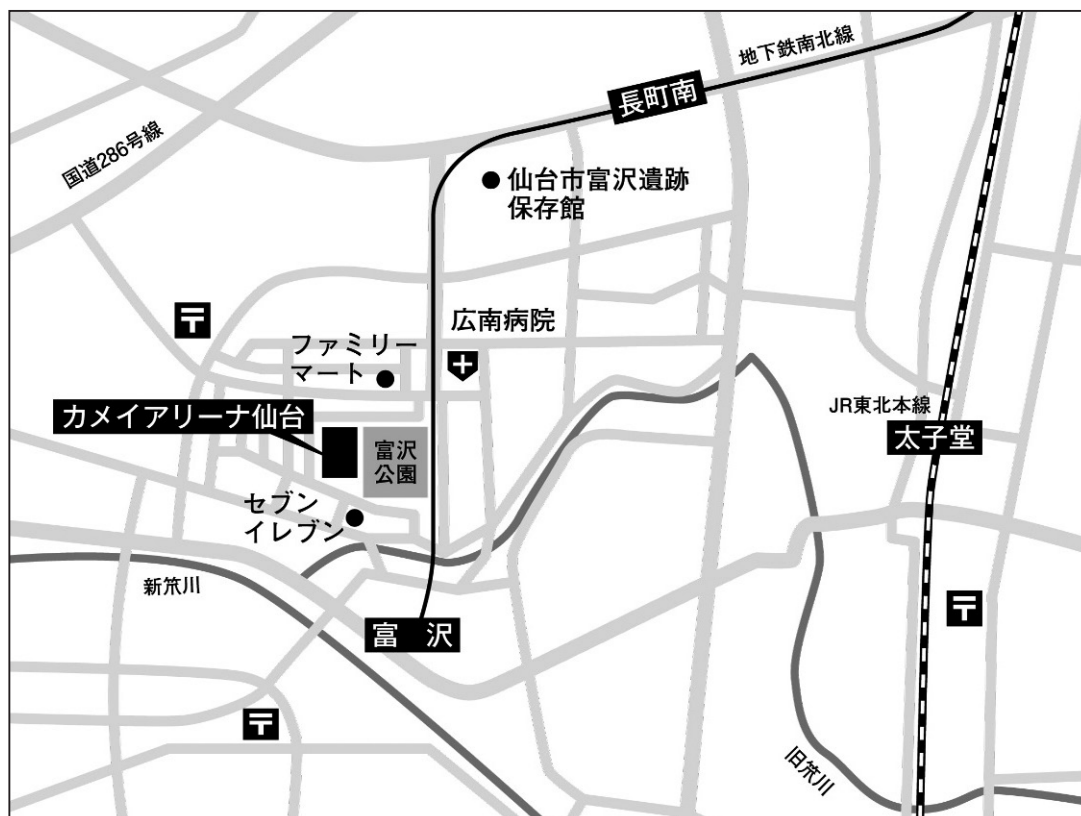 地下鉄南北線
長町南
国道286号線
仙台市富沢遺跡
保存館
〒
広南病院
ファミリー
マート
カメイアリーナ仙台
富沢
公園
JR東北本線
太子堂
セブン
イレブン
新笊川
富 沢
〒
〒
旧笊川